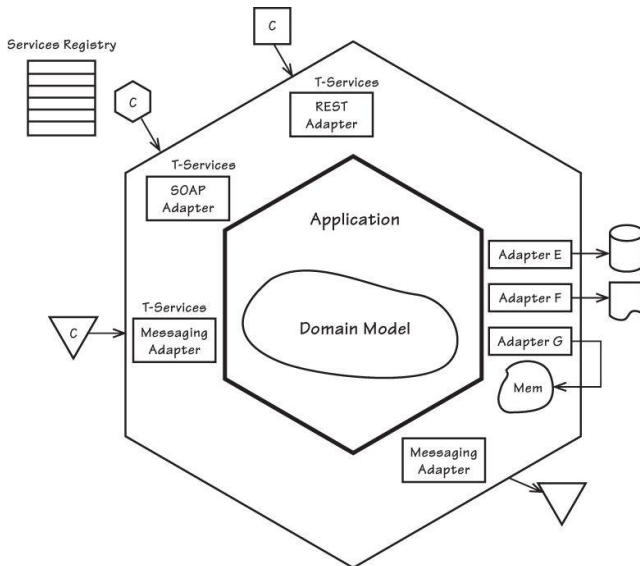 C
Services Registry
C
T-Services
REST
Adapter
T-Services
SOAP
Adapter
Application
Adapter E
Adapter F
T-Services
Messaging
Adapter
C
Domain Model
Adapter G
Mem
Messaging
Adapter